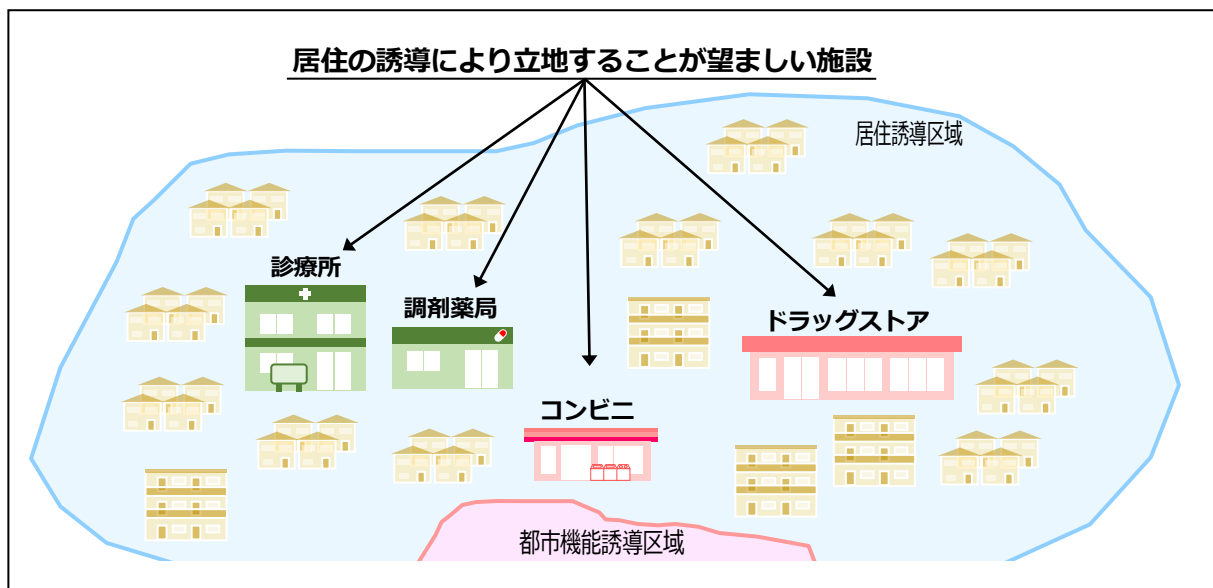 居住の誘導により立地することが望ましい施設
居住誘導区域
診療所
調剤薬局
ドラッグストア
コンビニ
都市機能誘導区域